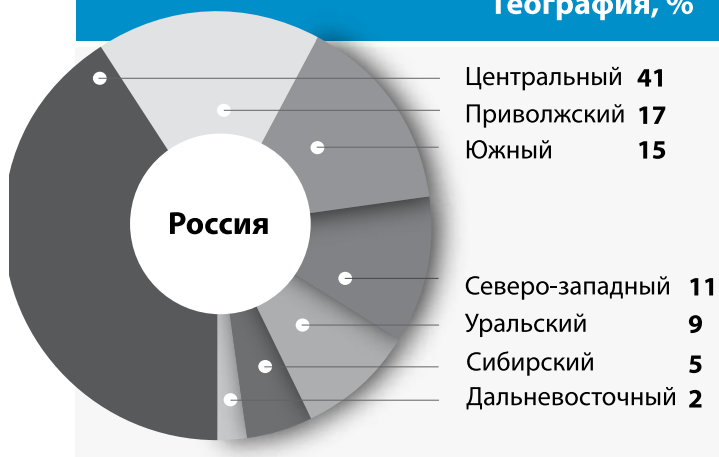 География, %
Центральный 41
Приволжский 17
Южный 15
Россия
Северо-западный 11
Уральский 9
Сибирский 5
Дальневосточный 2